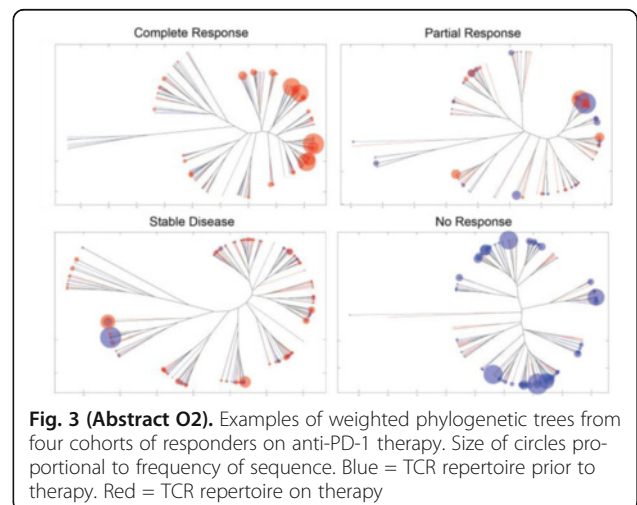 Complete Response
Partial Response
Stable Disease
No Response
Fig. 3 (Abstract O2). Examples of weighted phylogenetic trees from
four cohorts of responders on anti-PD-1 therapy. Size of circles pro-
portional to frequency of sequence. Blue = TCR repertoire prior to
therapy. Red = TCR repertoire on therapy